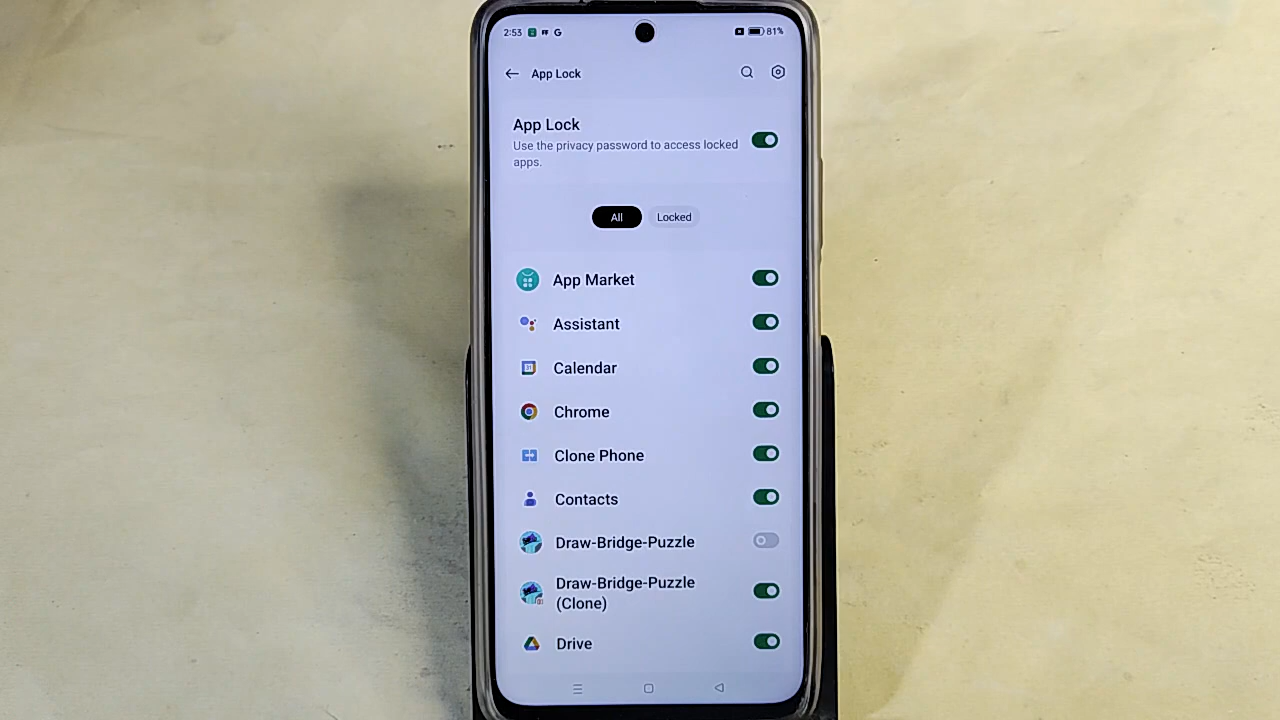 2:53 G 81%
App Lock
App Lock
Use the privacy password to access locked
apps.
All Locked
App Market
Assistant
Calendar
Chrome
Clone Phone
Contacts
Draw-Bridge-Puzzle
Draw-Bridge-Puzzle
(Clone)
Drive